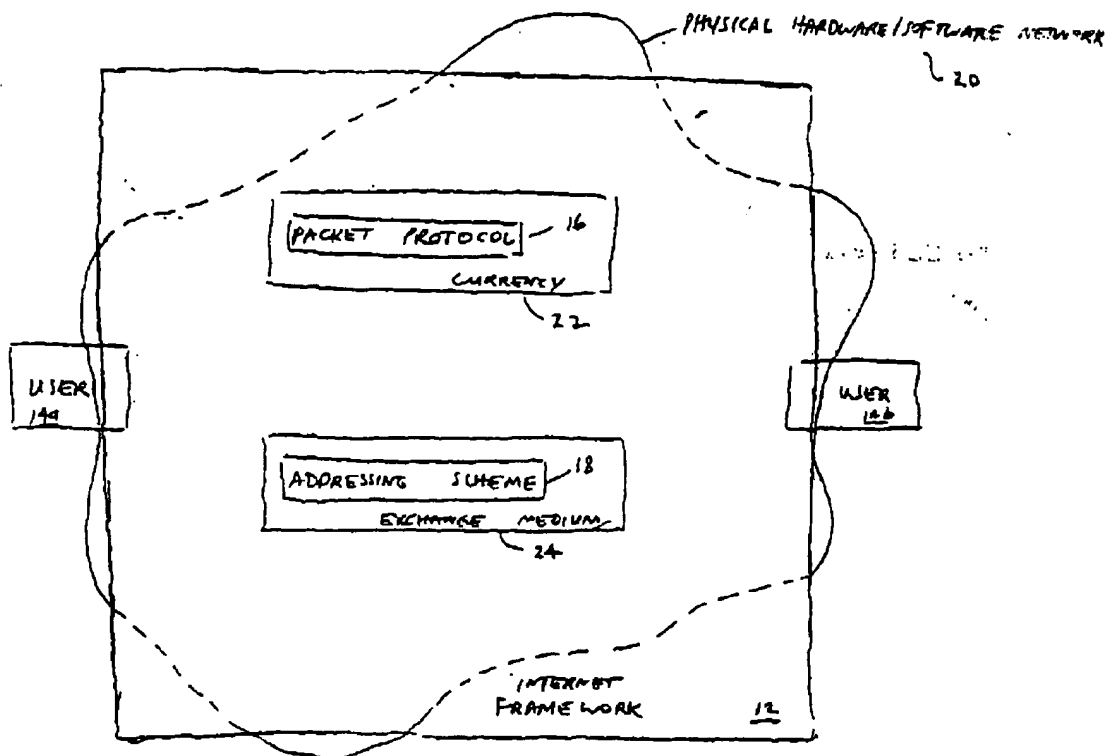 PHYSICAL HARDWARE/SOFTWARE NETWORK
20
PACKET PROTOCOL
16
CURRENCY
22
USER
14a
USER
14b
ADDRESSING SCHEME
18
EXCHANGE MEDIUM
24
INTERNET
FRAMEWORK
12